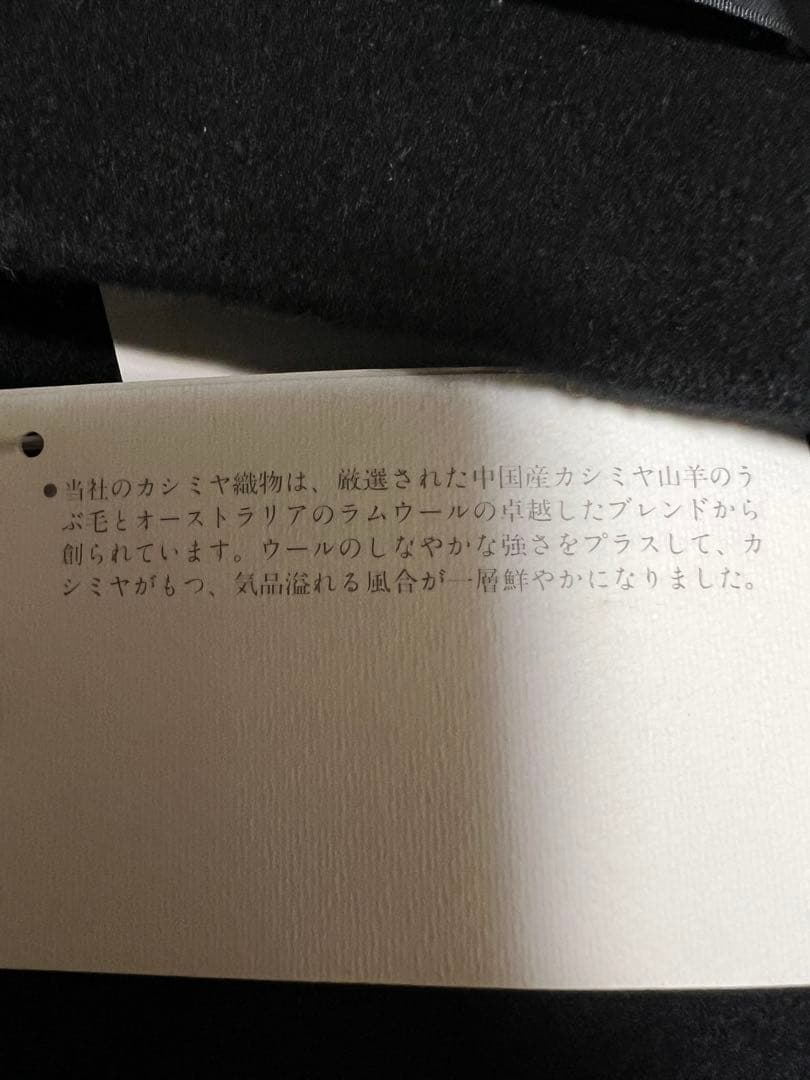 ●当社のカシミヤ織物は、厳選された中国産カシミヤ山羊のう
ぶ毛とオーストラリアのラムウールの卓越したブレンドから
創られています。ウールのしなやかな強さをプラスして、カ
シミヤがもつ、気品溢れる風合が一層鮮やかになりました。